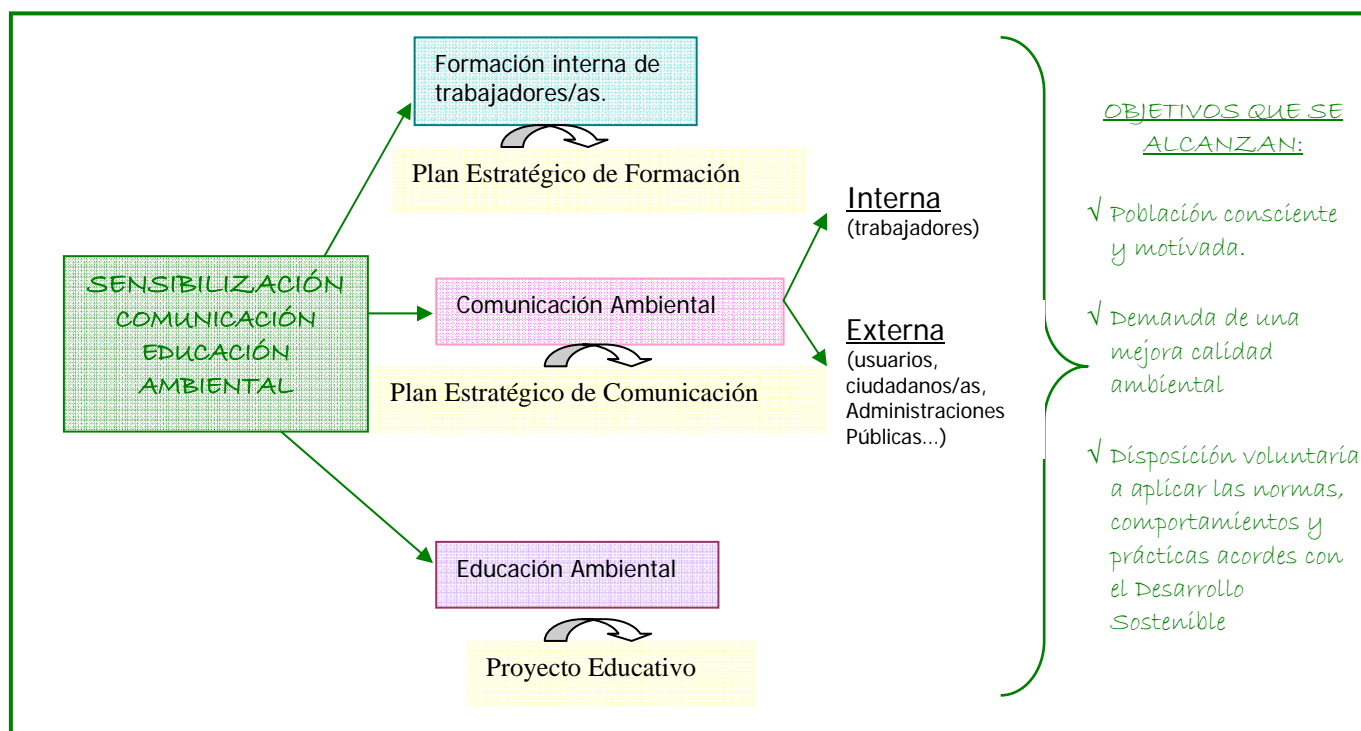 SENSIBILIZACIÓN
COMUNICACIÓN
EDUCACIÓN
AMBIENTAL
Formación interna de
trabajadores/as.
Plan Estratégico de Formación
Comunicación Ambiental
Plan Estratégico de Comunicación
Interna
(trabajadores)
Externa
(usuarios,
ciudadanos/as,
Administraciones
Públicas...)
Educación Ambiental
Proyecto Educativo
OBJETIVOS QUE SE
ALCANZAN:
√ Población consciente
y motivada.
√ Demanda de una
mejora calidad
ambiental
√ Disposición voluntaria
a aplicar las normas,
comportamientos y
prácticas acordes con
el Desarrollo
Sostenible